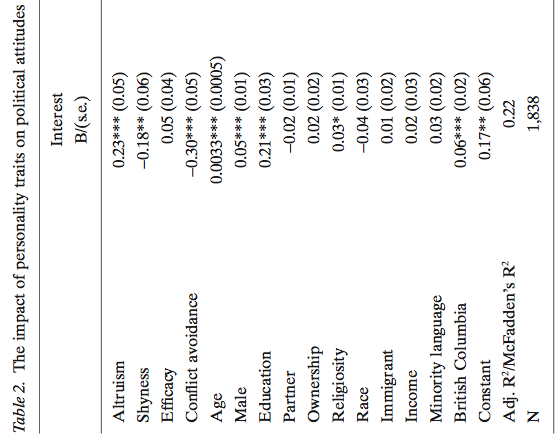 Table 2. The impact of personality traits on political attitudes
Interest
B/(s.e.)
Altruism 0.23*** (0.05)
Shyness –0.18** (0.06)
Efficacy 0.05 (0.04)
Conflict avoidance –0.30*** (0.05)
Age 0.0033*** (0.0005)
Male 0.05*** (0.01)
Education 0.21*** (0.03)
Partner –0.02 (0.01)
Ownership 0.02 (0.02)
Religiosity 0.03* (0.01)
Race –0.04 (0.03)
Immigrant 0.01 (0.02)
Income 0.02 (0.03)
Minority language 0.03 (0.02)
British Columbia 0.06*** (0.02)
Constant 0.17** (0.06)
Adj. R²/McFadden's R² 0.22
N 1,838